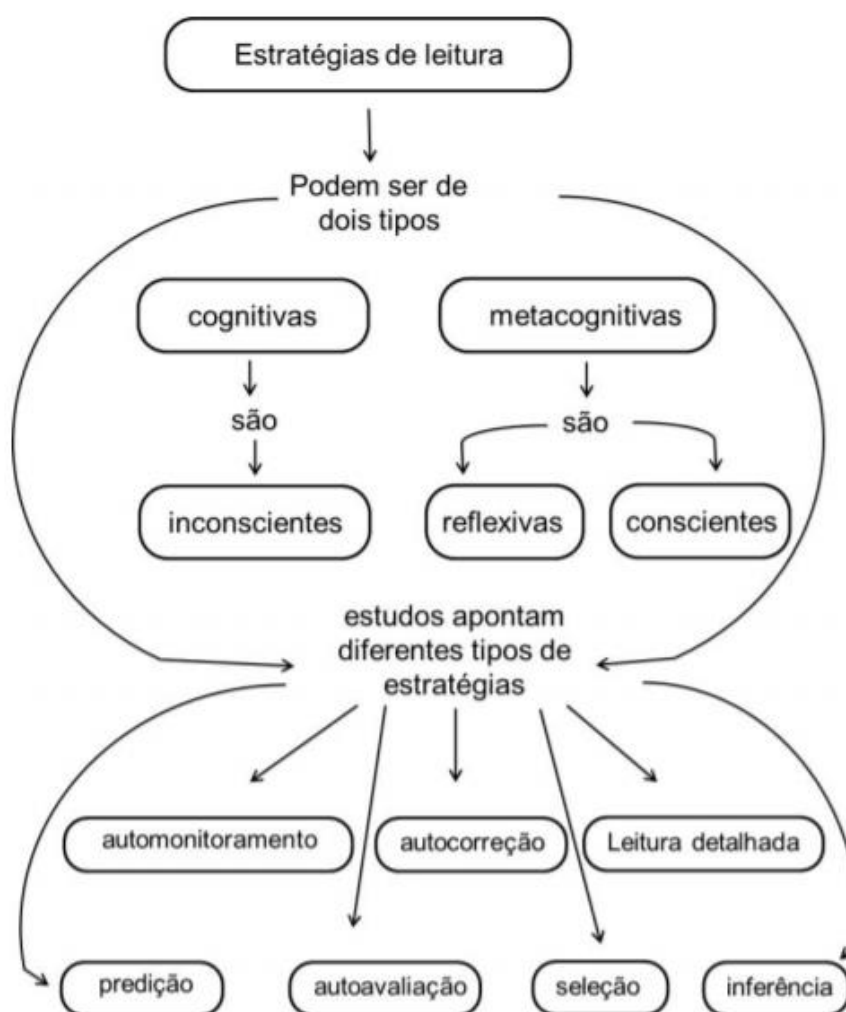 Estratégias de leitura
Podem ser de
dois tipos
cognitivas
metacognitivas
são
são
inconscientes
reflexivas
conscientes
estudos apontam
diferentes tipos de
estratégias
automonitoramento
autocorreção
Leitura detalhada
predição
autoavaliação
seleção
inferência